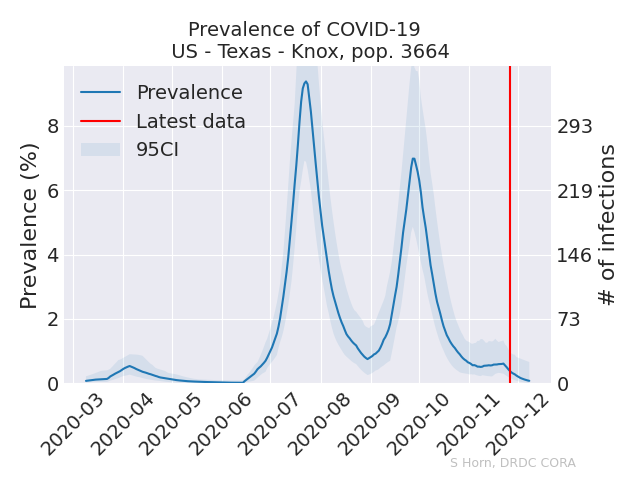 Prevalence of COVID-19
US - Texas - Knox, pop. 3664
Prevalence
Latest data
95CI
Prevalence (%)
8
6
4
2
0
293
219
146
73
0
# of infections
2020-03
2020-04
2020-05
2020-06
2020-07
2020-08
2020-09
2020-10
2020-11
2020-12
S Horn, DRDC CORA